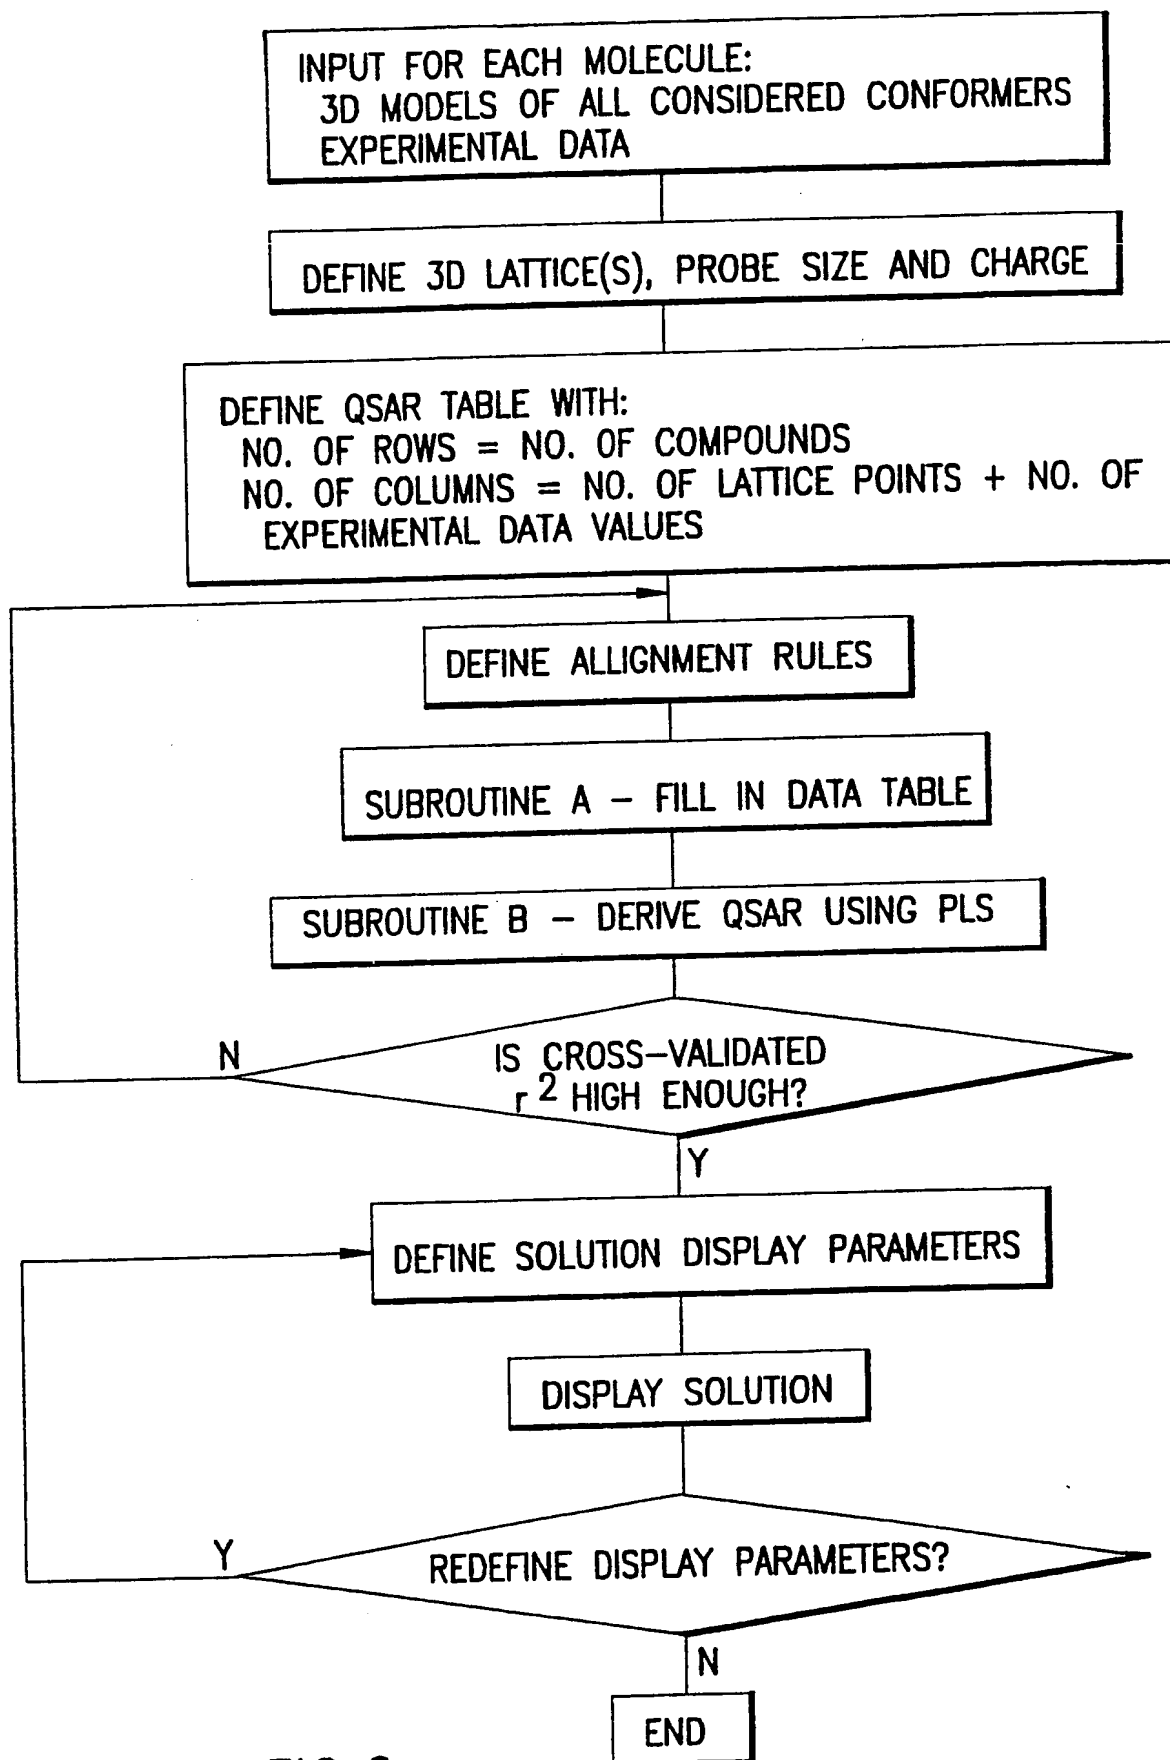 INPUT FOR EACH MOLECULE:
3D MODELS OF ALL CONSIDERED CONFORMERS
EXPERIMENTAL DATA
DEFINE 3D LATTICE(S), PROBE SIZE AND CHARGE
DEFINE QSAR TABLE WITH:
NO. OF ROWS = NO. OF COMPOUNDS
NO. OF COLUMNS = NO. OF LATTICE POINTS + NO. OF
EXPERIMENTAL DATA VALUES
DEFINE ALLIGNMENT RULES
SUBROUTINE A – FILL IN DATA TABLE
SUBROUTINE B – DERIVE QSAR USING PLS
N
IS CROSS–VALIDATED
r 2 HIGH ENOUGH?
Y
DEFINE SOLUTION DISPLAY PARAMETERS
DISPLAY SOLUTION
Y
REDEFINE DISPLAY PARAMETERS?
N
END